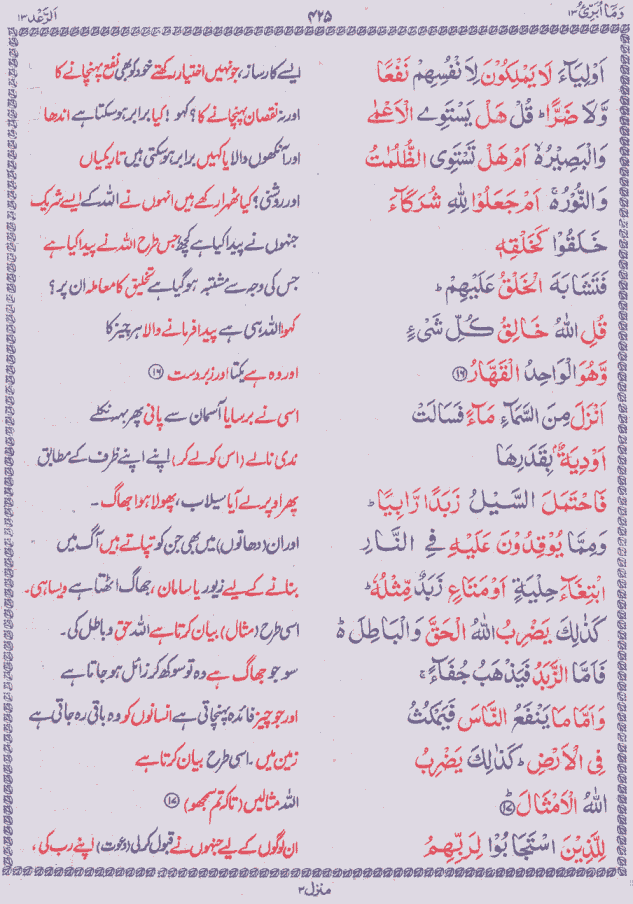 وَمَآ اُبَرِّئُ ۱۳
۴۲۵
اَلرَّعْد ۱۳
اَوْلِيَآءَ لَا يَمْلِكُوْنَ لِاَنْفُسِهِمْ نَفْعًا
ایسے کارساز، جو نہیں اختیار رکھتے خود کو بھی نفع پہنچانے کا
وَّلَا ضَرًّا ؕ قُلْ هَلْ يَسْتَوِے الْاَعْمٰى
اور نہ نقصان پہنچانے کا؟ کہو! کیا برابر ہو سکتا ہے اندھا
وَالْبَصِيْرُ ۙ اَمْ هَلْ تَسْتَوِى الظُّلُمٰتُ
اور آنکھوں والا یا کہیں برابر ہو سکتی ہیں تاریکیاں
وَالنُّوْرُ ۚ اَمْ جَعَلُوْا لِلّٰهِ شُرَكَآءَ
اور روشنی؟ کیا ٹھہرا رکھے ہیں انہوں نے اللہ کے ایسے شریک
خَلَقُوْا كَخَلْقِهٖ
جنہوں نے پیدا کیا ہے کچھ جس طرح اللہ نے پیدا کیا ہے
فَتَشَابَهَ الْخَلْقُ عَلَيْهِمْ ؕ
جس کی وجہ سے مشتبہ ہو گیا ہے تخلیق کا معاملہ ان پر؟
قُلِ اللّٰهُ خَالِقُ كُلِّ شَىْءٍ
کہو! اللہ ہی ہے پیدا فرمانے والا ہر چیز کا
وَّهُوَ الْوَاحِدُ الْقَهَّارُ ۱۶
اور وہ ہے یکتا اور زبردست ۱۶
اَنْزَلَ مِنَ السَّمَآءِ مَآءً فَسَالَتْ
اسی نے برسایا آسمان سے پانی پھر بہہ نکلے
اَوْدِيَةٌۢ بِقَدَرِهَا
ندی نالے (اس کو لے کر) اپنے اپنے ظرف کے مطابق
فَاحْتَمَلَ السَّيْلُ زَبَدًا رَّابِيًا ؕ
پھر اوپر لے آیا سیلاب، پھولا ہوا جھاگ۔
وَمِمَّا يُوْقِدُوْنَ عَلَيْهِ فِى النَّارِ
اور ان (دھاتوں) میں بھی جن کو تپاتے ہیں آگ میں
ابْتِغَآءَ حِلْيَةٍ اَوْ مَتَاعٍ زَبَدٌ مِّثْلُهٗ ؕ
بنانے کے لیے زیور یا سامان، جھاگ اٹھتا ہے ویسا ہی۔
كَذٰلِكَ يَضْرِبُ اللّٰهُ الْحَقَّ وَالْبَاطِلَ ؕ
اسی طرح (مثال) بیان کرتا ہے اللہ حق و باطل کی۔
فَاَمَّا الزَّبَدُ فَيَذْهَبُ جُفَآءً ۚ
سو جو جھاگ ہے وہ تو سوکھ کر زائل ہو جاتا ہے
وَاَمَّا مَا يَنْفَعُ النَّاسَ فَيَمْكُثُ
اور جو چیز فائدہ پہنچاتی ہے انسانوں کو وہ باقی رہ جاتی ہے
فِى الْاَرْضِ ؕ كَذٰلِكَ يَضْرِبُ
زمین میں۔ اسی طرح بیان کرتا ہے
اللّٰهُ الْاَمْثَالَ ؕ ۱۷
اللہ مثالیں (تاکہ تم سمجھو) ۱۷
لِلَّذِيْنَ اسْتَجَابُوْا لِرَبِّهِمُ
ان لوگوں کے لیے جنہوں نے قبول کر لی (دعوت) اپنے رب کی،
منزل ۳